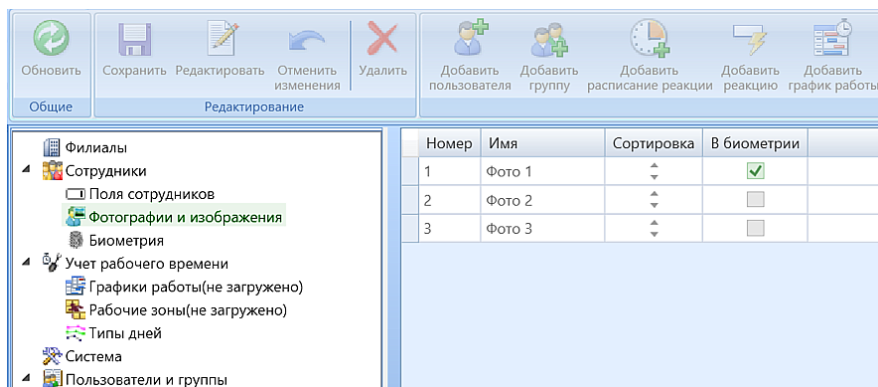 Обновить Сохранить Редактировать Отменить изменения Удалить Добавить пользователя Добавить группу Добавить расписание реакции Добавить реакцию Добавить график работы
Общие Редактирование
Филиалы
Сотрудники
Поля сотрудников
Фотографии и изображения
Биометрия
Учет рабочего времени
Графики работы(не загружено)
Рабочие зоны(не загружено)
Типы дней
Система
Пользователи и группы
Номер Имя Сортировка В биометрии
1 Фото 1
2 Фото 2
3 Фото 3